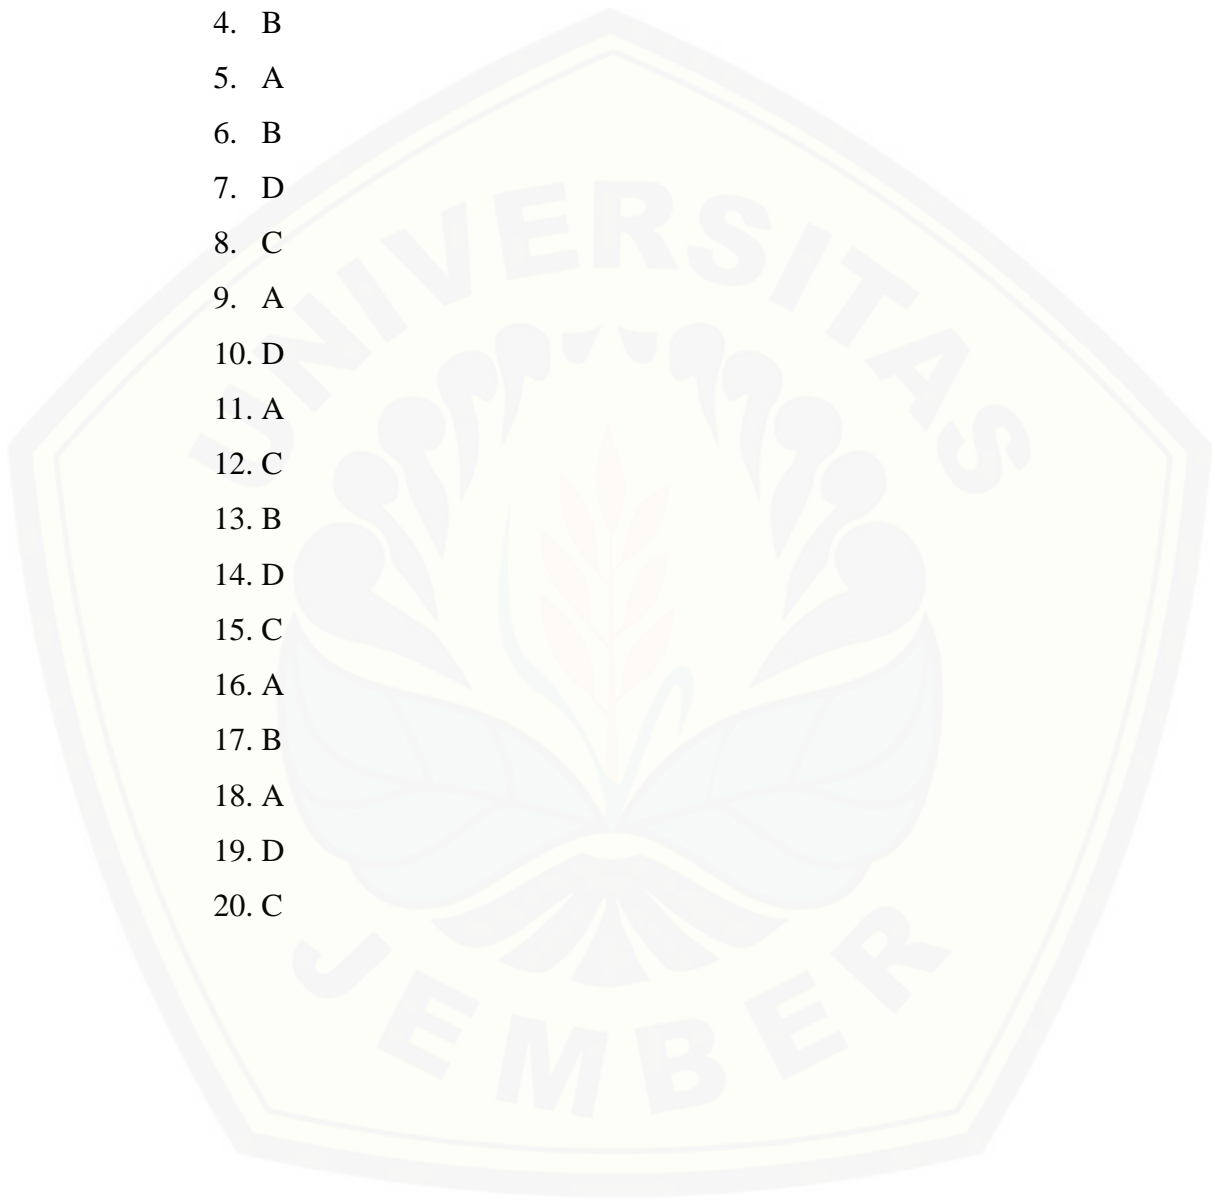 4. B
5. A
6. B
7. D
8. C
9. A
10. D
11. A
12. C
13. B
14. D
15. C
16. A
17. B
18. A
19. D
20. C
UNIVERSITAS
JEMBER